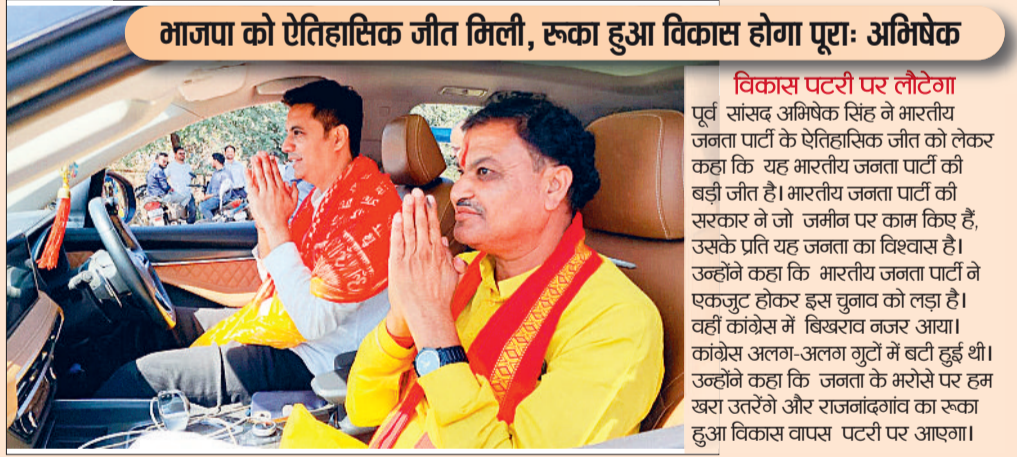 भाजपा को ऐतिहासिक जीत मिली, रूका हुआ विकास होगा पूराः अभिषेक
विकास पटरी पर लौटेगा
पूर्व सांसद अभिषेक सिंह ने भारतीय
जनता पार्टी के ऐतिहासिक जीत को लेकर
कहा कि यह भारतीय जनता पार्टी की
बड़ी जीत है। भारतीय जनता पार्टी की
सरकार ने जो जमीन पर काम किए हैं,
उसके प्रति यह जनता का विश्वास है।
उन्होंने कहा कि भारतीय जनता पार्टी ने
एकजुट होकर इस चुनाव को लड़ा है।
वहीं कांग्रेस में बिखराव नजर आया।
कांग्रेस अलग-अलग गुटों में बटी हुई थी।
उन्होंने कहा कि जनता के भरोसे पर हम
खरा उतरेंगे और राजनांदगांव का रूका
हुआ विकास वापस पटरी पर आएगा।